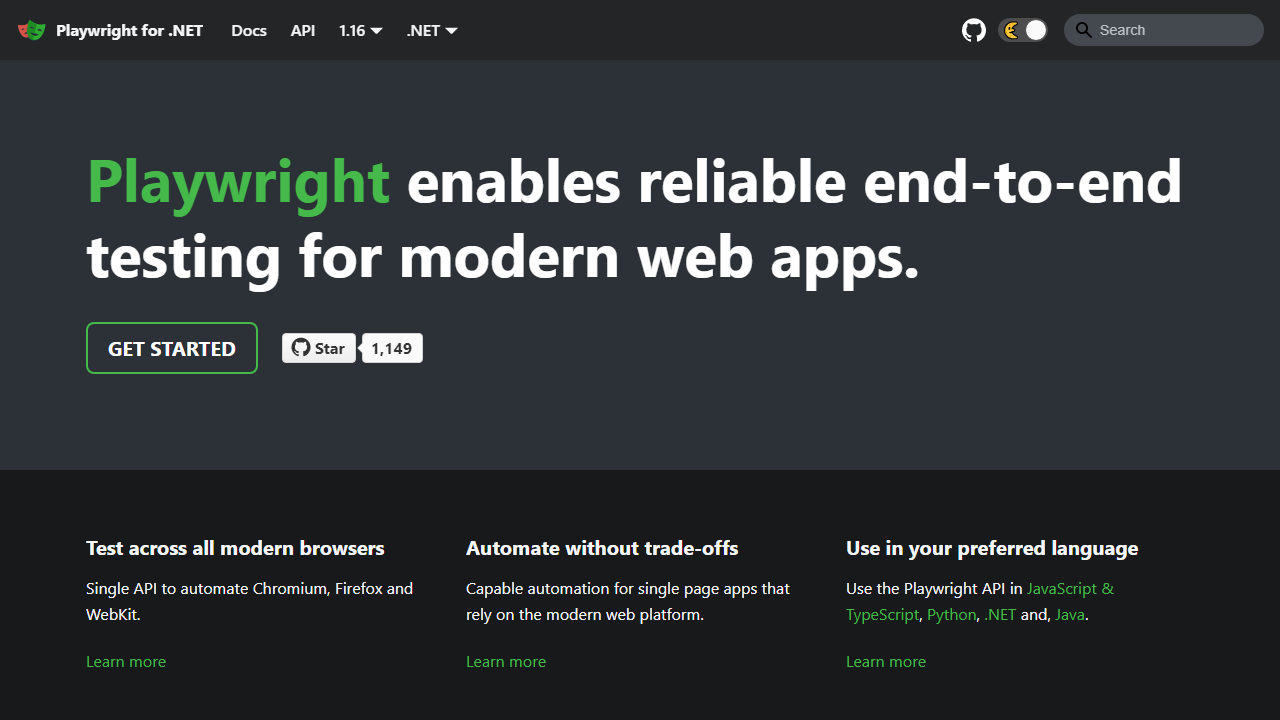 Playwright for .NET Docs API 1.16 .NET Search
Playwright enables reliable end-to-end
testing for modern web apps.
GET STARTED Star 1,149
Test across all modern browsers
Single API to automate Chromium, Firefox and
WebKit.
Learn more
Automate without trade-offs
Capable automation for single page apps that
rely on the modern web platform.
Learn more
Use in your preferred language
Use the Playwright API in JavaScript &
TypeScript, Python, .NET and, Java.
Learn more